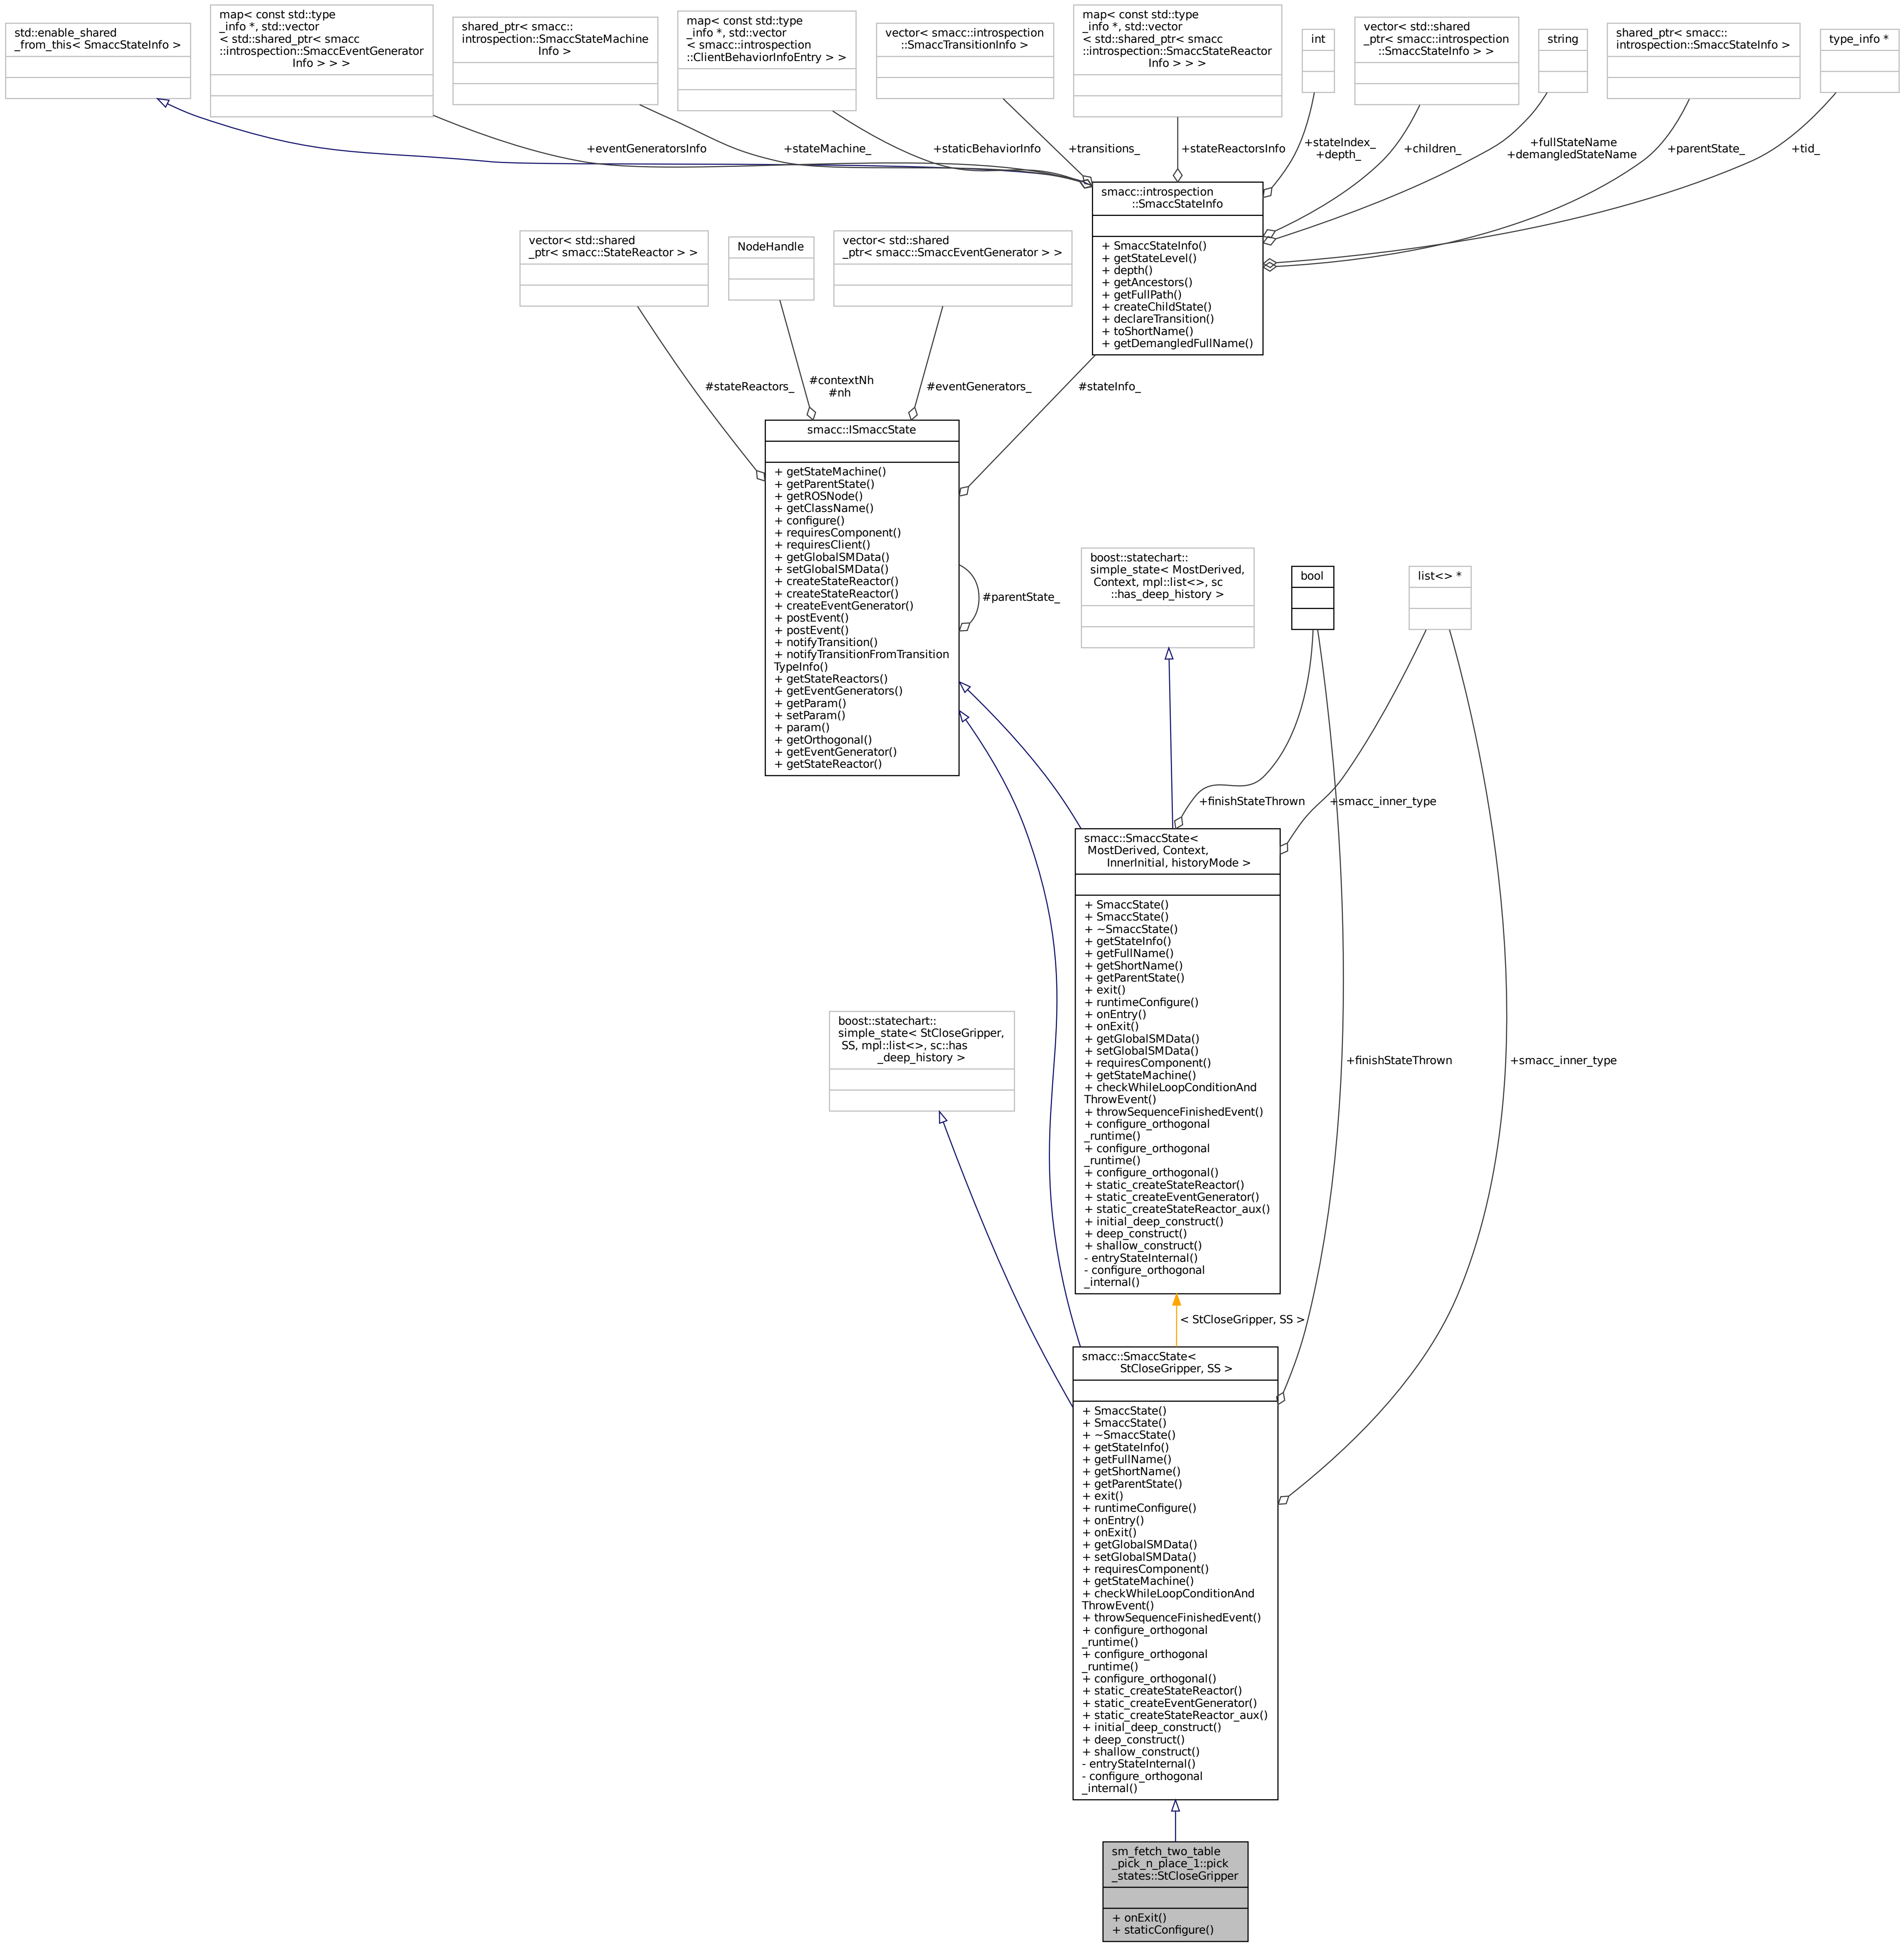 std::enable_shared
_from_this< SmaccStateInfo >
map< const std::type
_info *, std::vector
< std::shared_ptr< smacc
::introspection::SmaccEventGenerator
Info > > >
shared_ptr< smacc::
introspection::SmaccStateMachine
Info >
map< const std::type
_info *, std::vector
< smacc::introspection
::ClientBehaviorInfoEntry > >
vector< smacc::introspection
::SmaccTransitionInfo >
map< const std::type
_info *, std::vector
< std::shared_ptr< smacc
::introspection::SmaccStateReactor
Info > > >
int
vector< std::shared
_ptr< smacc::introspection
::SmaccStateInfo > >
string
shared_ptr< smacc::
introspection::SmaccStateInfo >
type_info *
+eventGeneratorsInfo
+stateMachine_
+staticBehaviorInfo
+transitions_
+stateReactorsInfo
+stateIndex_
+depth_
+children_
+fullStateName
+demangledStateName
+parentState_
+tid_
smacc::introspection
::SmaccStateInfo
+ SmaccStateInfo()
+ getStateLevel()
+ depth()
+ getAncestors()
+ getFullPath()
+ createChildState()
+ declareTransition()
+ toShortName()
+ getDemangledFullName()
vector< std::shared
_ptr< smacc::StateReactor > >
NodeHandle
vector< std::shared
_ptr< smacc::SmaccEventGenerator > >
#stateReactors_
#contextNh
#nh
#eventGenerators_
#stateInfo_
smacc::ISmaccState
+ getStateMachine()
+ getParentState()
+ getROSNode()
+ getClassName()
+ configure()
+ requiresComponent()
+ requiresClient()
+ getGlobalSMData()
+ setGlobalSMData()
+ createStateReactor()
+ createStateReactor()
+ createEventGenerator()
+ postEvent()
+ postEvent()
+ notifyTransition()
+ notifyTransitionFromTransition
TypeInfo()
+ getStateReactors()
+ getEventGenerators()
+ getParam()
+ setParam()
+ param()
+ getOrthogonal()
+ getEventGenerator()
+ getStateReactor()
#parentState_
boost::statechart::
simple_state< MostDerived,
Context, mpl::list<>, sc
::has_deep_history >
bool
list<> *
+finishStateThrown
+smacc_inner_type
smacc::SmaccState<
MostDerived, Context,
InnerInitial, historyMode >
+ SmaccState()
+ SmaccState()
+ ~SmaccState()
+ getStateInfo()
+ getFullName()
+ getShortName()
+ getParentState()
+ exit()
+ runtimeConfigure()
+ onEntry()
+ onExit()
+ getGlobalSMData()
+ setGlobalSMData()
+ requiresComponent()
+ getStateMachine()
+ checkWhileLoopConditionAnd
ThrowEvent()
+ throwSequenceFinishedEvent()
+ configure_orthogonal
_runtime()
+ configure_orthogonal
_runtime()
+ configure_orthogonal()
+ static_createStateReactor()
+ static_createEventGenerator()
+ static_createStateReactor_aux()
+ initial_deep_construct()
+ deep_construct()
+ shallow_construct()
- entryStateInternal()
- configure_orthogonal
_internal()
boost::statechart::
simple_state< StCloseGripper,
SS, mpl::list<>, sc::has
_deep_history >
+finishStateThrown
+smacc_inner_type
< StCloseGripper, SS >
smacc::SmaccState<
StCloseGripper, SS >
+ SmaccState()
+ SmaccState()
+ ~SmaccState()
+ getStateInfo()
+ getFullName()
+ getShortName()
+ getParentState()
+ exit()
+ runtimeConfigure()
+ onEntry()
+ onExit()
+ getGlobalSMData()
+ setGlobalSMData()
+ requiresComponent()
+ getStateMachine()
+ checkWhileLoopConditionAnd
ThrowEvent()
+ throwSequenceFinishedEvent()
+ configure_orthogonal
_runtime()
+ configure_orthogonal
_runtime()
+ configure_orthogonal()
+ static_createStateReactor()
+ static_createEventGenerator()
+ static_createStateReactor_aux()
+ initial_deep_construct()
+ deep_construct()
+ shallow_construct()
- entryStateInternal()
- configure_orthogonal
_internal()
sm_fetch_two_table
_pick_n_place_1::pick
_states::StCloseGripper
+ onExit()
+ staticConfigure()